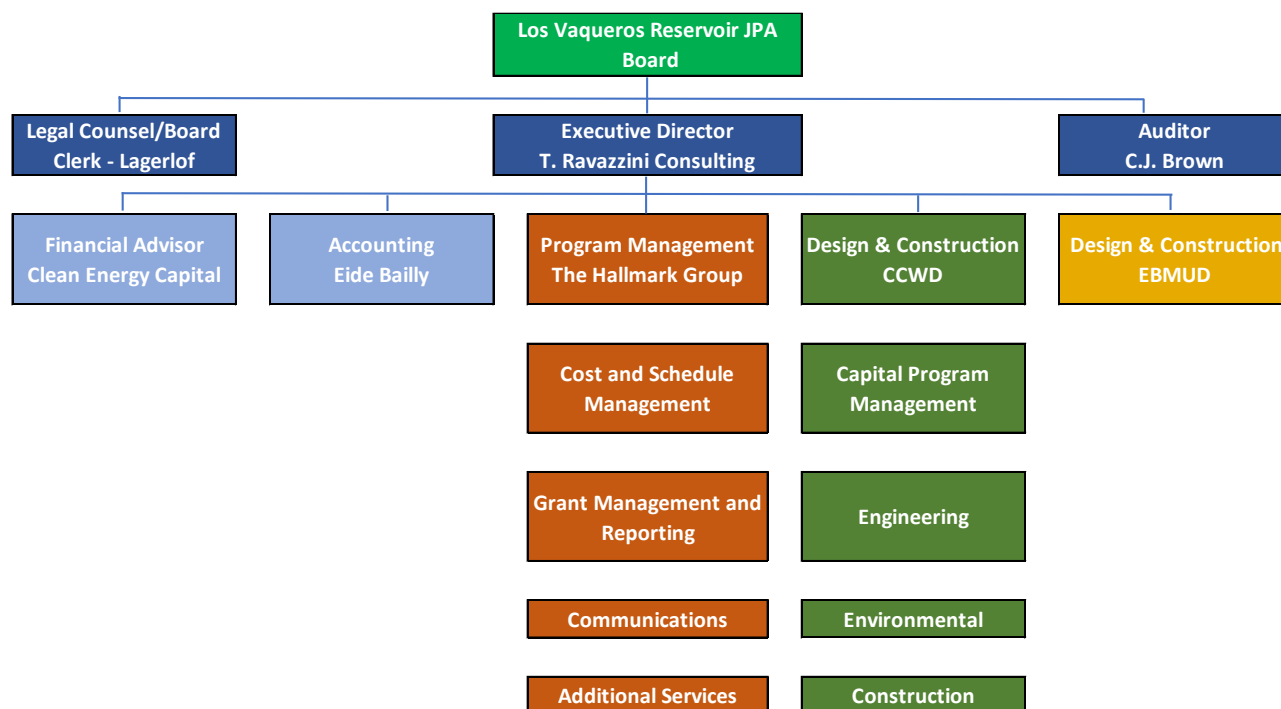 Los Vaqueros Reservoir JPA
Board
Legal Counsel/Board
Clerk - Lagerlof
Executive Director
T. Ravazzini Consulting
Auditor
C.J. Brown
Financial Advisor
Clean Energy Capital
Accounting
Eide Bailly
Program Management
The Hallmark Group
Design & Construction
CCWD
Design & Construction
EBMUD
Cost and Schedule
Management
Capital Program
Management
Grant Management and
Reporting
Engineering
Communications
Environmental
Additional Services
Construction